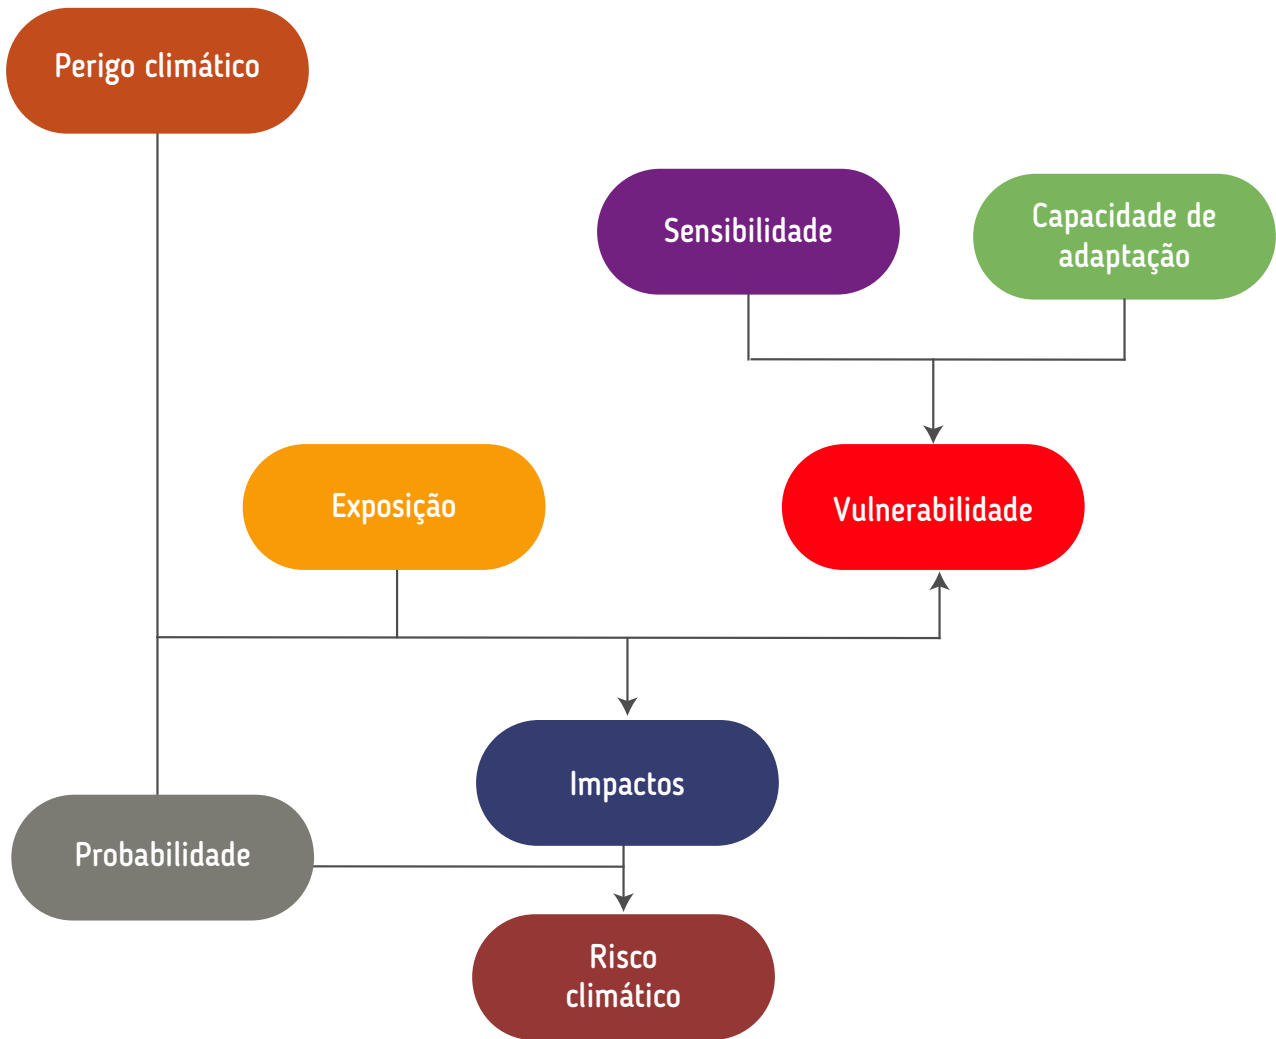 Perigo climático
Sensibilidade
Capacidade de
adaptação
Exposição
Vulnerabilidade
Impactos
Probabilidade
Risco
climático